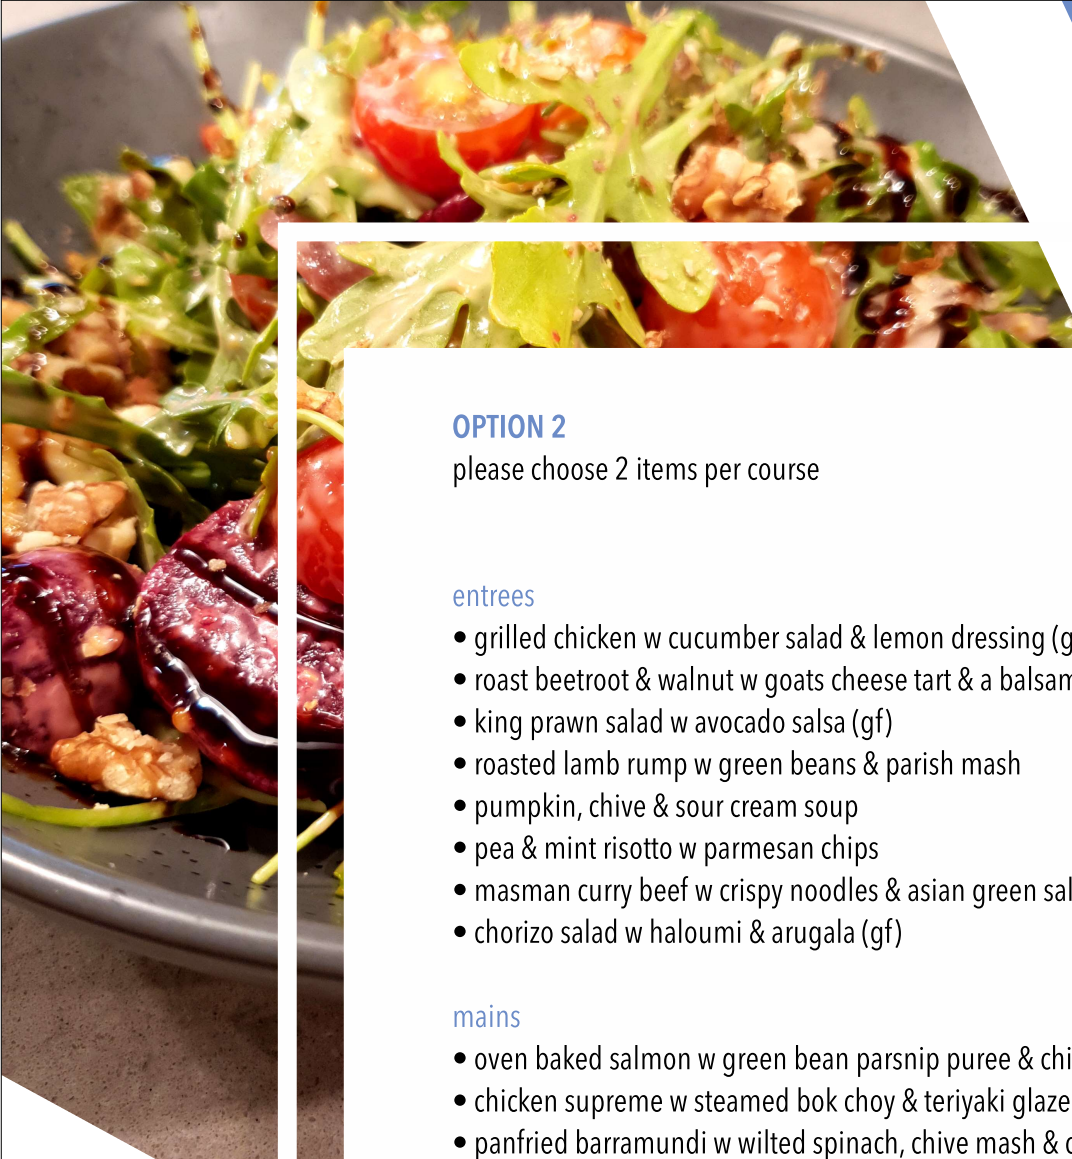 OPTION 2
please choose 2 items per course
entrees
• grilled chicken w cucumber salad & lemon dressing (g
• roast beetroot & walnut w goats cheese tart & a balsam
• king prawn salad w avocado salsa (gf)
• roasted lamb rump w green beans & parish mash
• pumpkin, chive & sour cream soup
• pea & mint risotto w parmesan chips
• masman curry beef w crispy noodles & asian green sal
• chorizo salad w haloumi & arugala (gf)
mains
• oven baked salmon w green bean parsnip puree & chi
• chicken supreme w steamed bok choy & teriyaki glaze
• panfried barramundi w wilted spinach, chive mash &